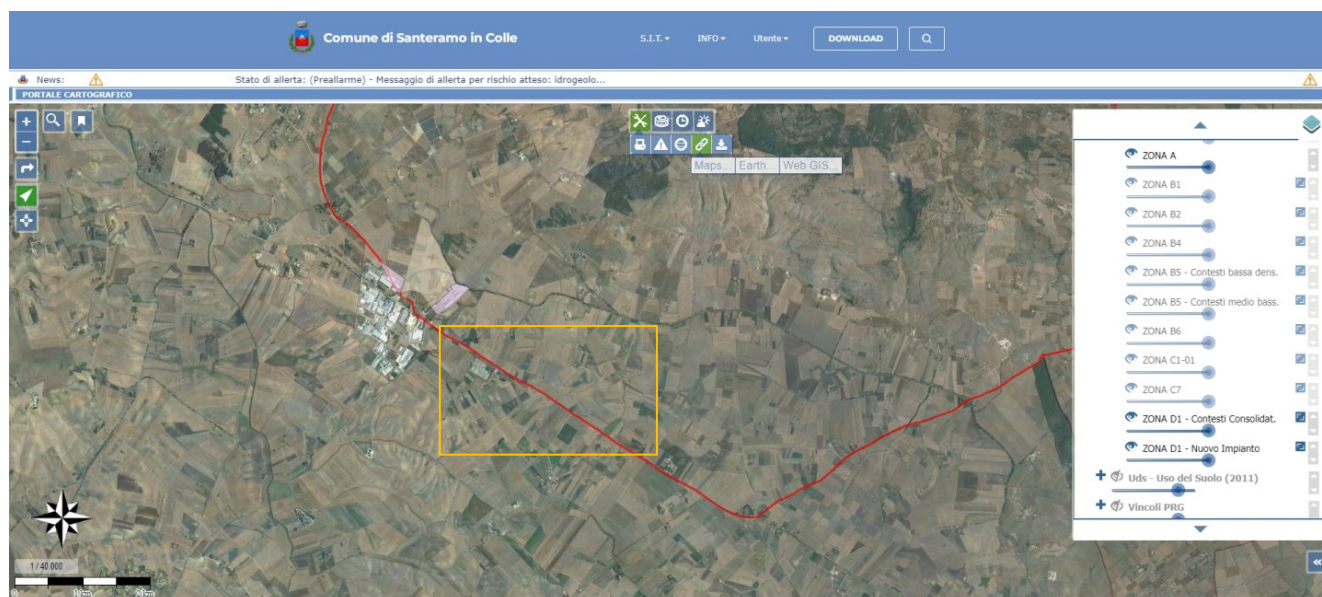 Comune di Santeramo in Colle
S.I.T.
INFO
Utente
DOWNLOAD
News:
Stato di allerta: (Preallarme) - Messaggio di allerta per rischio atteso: idrogeolo...
PORTALE CARTOGRAFICO
Maps...
Earth...
Web GIS...
ZONA A
ZONA B1
ZONA B2
ZONA B4
ZONA B5 - Contesti bassa dens.
ZONA B5 - Contesti medio bass.
ZONA B6
ZONA C1-01
ZONA C7
ZONA D1 - Contesti Consolidat.
ZONA D1 - Nuovo Impianto
Uds - Uso del Suolo (2011)
Vincoli PRG
1 / 40.000
0